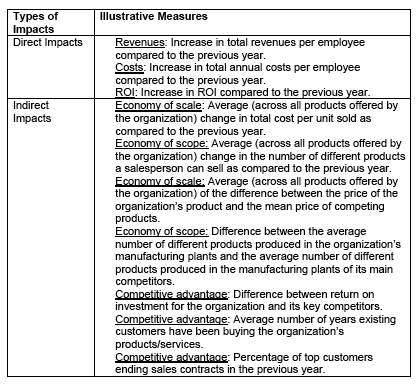 Types of Impacts Illustrative Measures
Direct Impacts Revenues: Increase in total revenues per employee
compared to the previous year.
Costs: Increase in total annual costs per employee
compared to the previous year.
ROI: Increase in ROI compared to the previous year.
Indirect Impacts Economy of scale: Average (across all products offered by
the organization) change in total cost per unit sold as
compared to the previous year.
Economy of scope: Average (across all products offered by
the organization) change in the number of different products
a salesperson can sell as compared to the previous year.
Economy of scale: Average (across all products offered by
the organization) of the difference between the price of the
organization's product and the mean price of competing
products.
Economy of scope: Difference between the average
number of different products produced in the organization's
manufacturing plants and the average number of different
products produced in the manufacturing plants of its main
competitors.
Competitive advantage: Difference between return on
investment for the organization and its key competitors.
Competitive advantage: Average number of years existing
customers have been buying the organization's
products/services.
Competitive advantage: Percentage of top customers
ending sales contracts in the previous year.